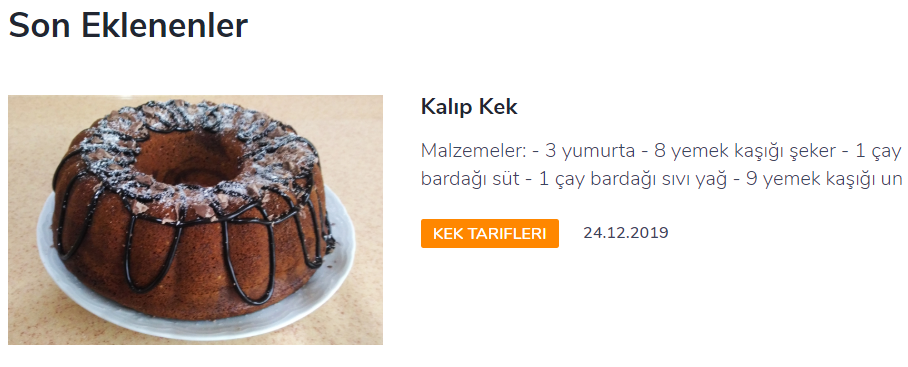 Son Eklenenler
Kalıp Kek
Malzemeler: - 3 yumurta - 8 yemek kaşığı şeker - 1 çay
bardağı süt - 1 çay bardağı sıvı yağ - 9 yemek kaşığı un
KEK TARIFLERI 24.12.2019